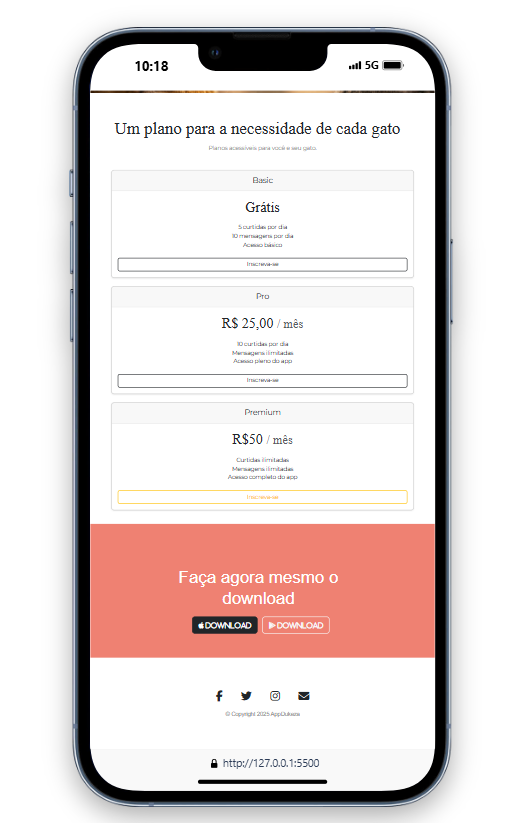 10:18
5G
Um plano para a necessidade de cada gato
Planos acessíveis para você e seu gato.
Basic
Grátis
5 curtidas por dia
10 mensagens por dia
Acesso básico
Inscreva-se
Pro
R$ 25,00 / mês
10 curtidas por dia
Mensagens ilimitadas
Acesso pleno do app
Inscreva-se
Premium
R$50 / mês
Curtidas ilimitadas
Mensagens ilimitadas
Acesso completo do app
Inscreva-se
Faça agora mesmo o
download
DOWNLOAD DOWNLOAD
© Copyright 2025
http://127.0.0.1:5500